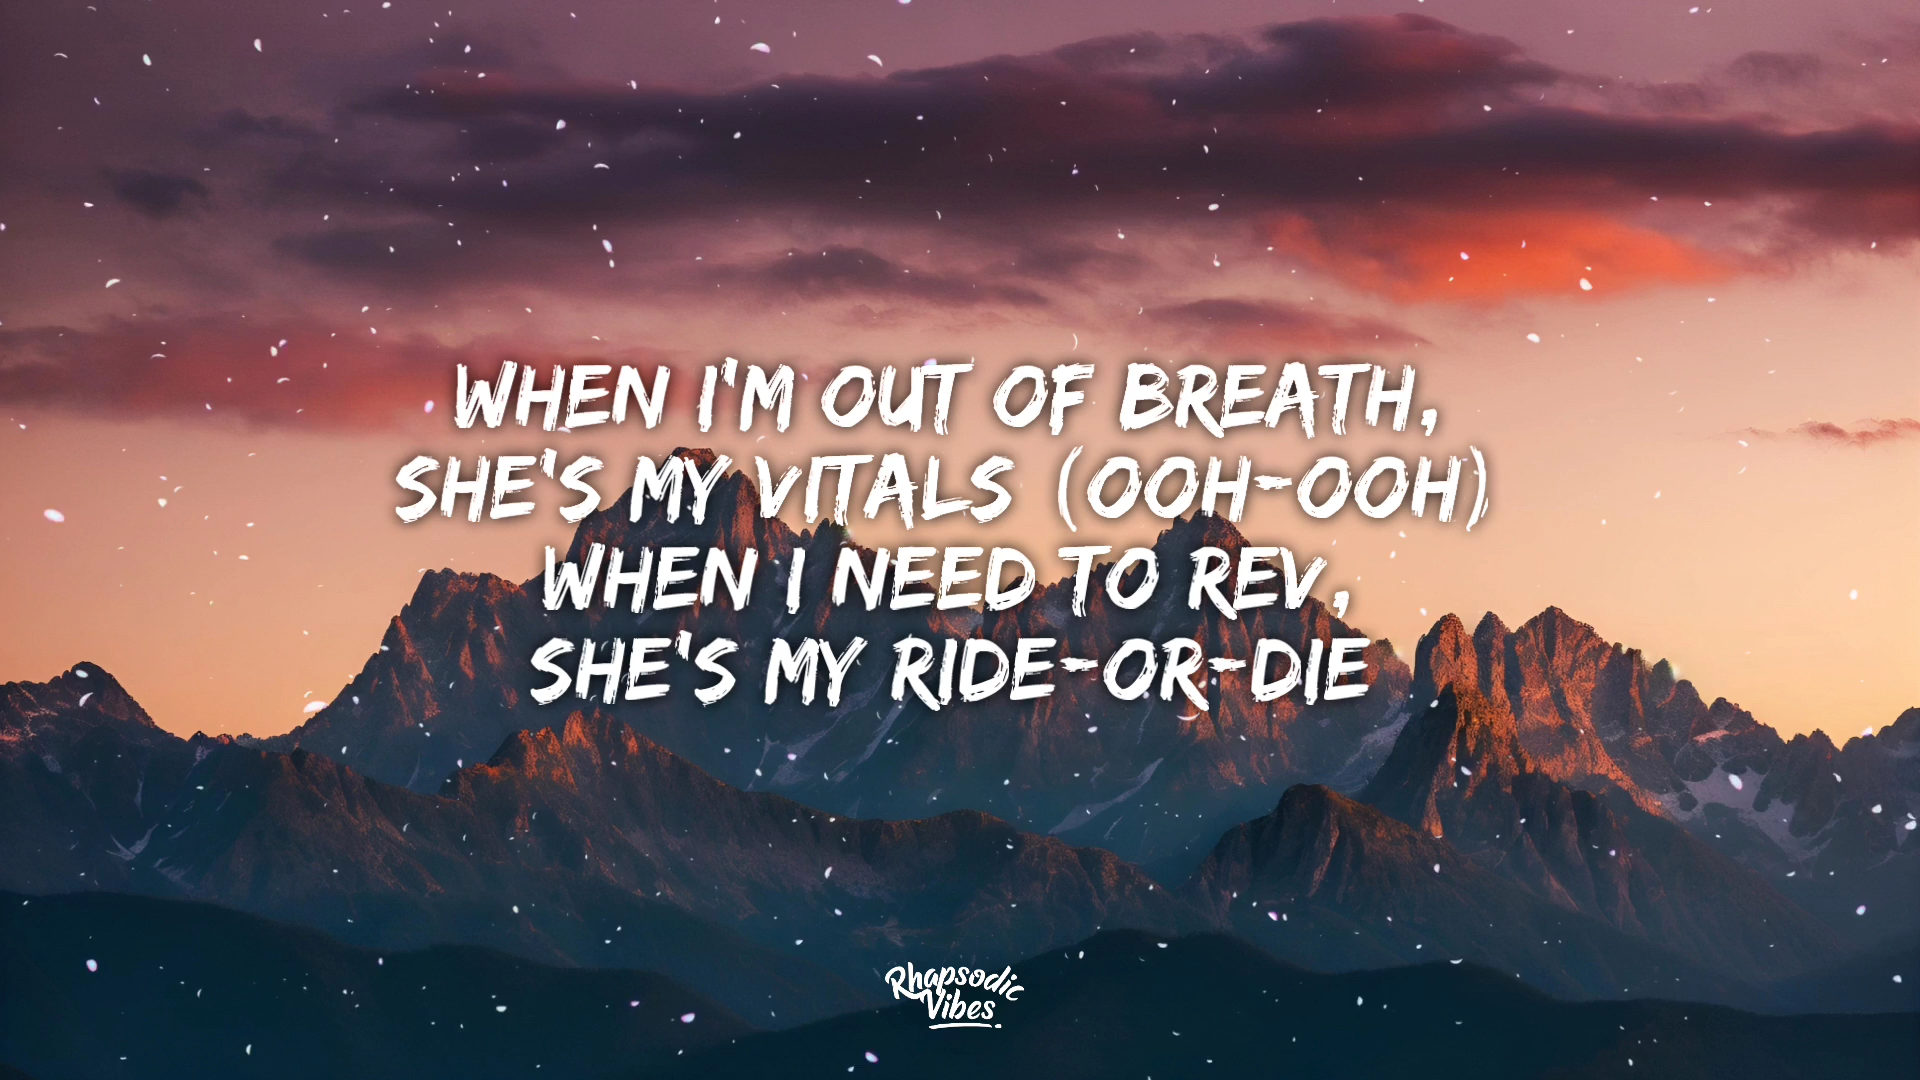 WHEN I'M OUT OF BREATH,
SHE'S MY VITALS (OOH-OOH)
WHEN I NEED TO REV,
SHE'S MY RIDE-OR-DIE
Rhapsodic
Vibes